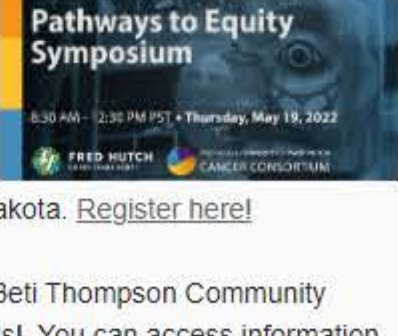 Pathways to Equity
Symposium
8:30 AM – 2:30 PM PST • Thursday, May 19, 2022
FRED HUTCH
CANCER CONSORTIUM
akota. Register here!
Beti Thompson Community
s! You can access information